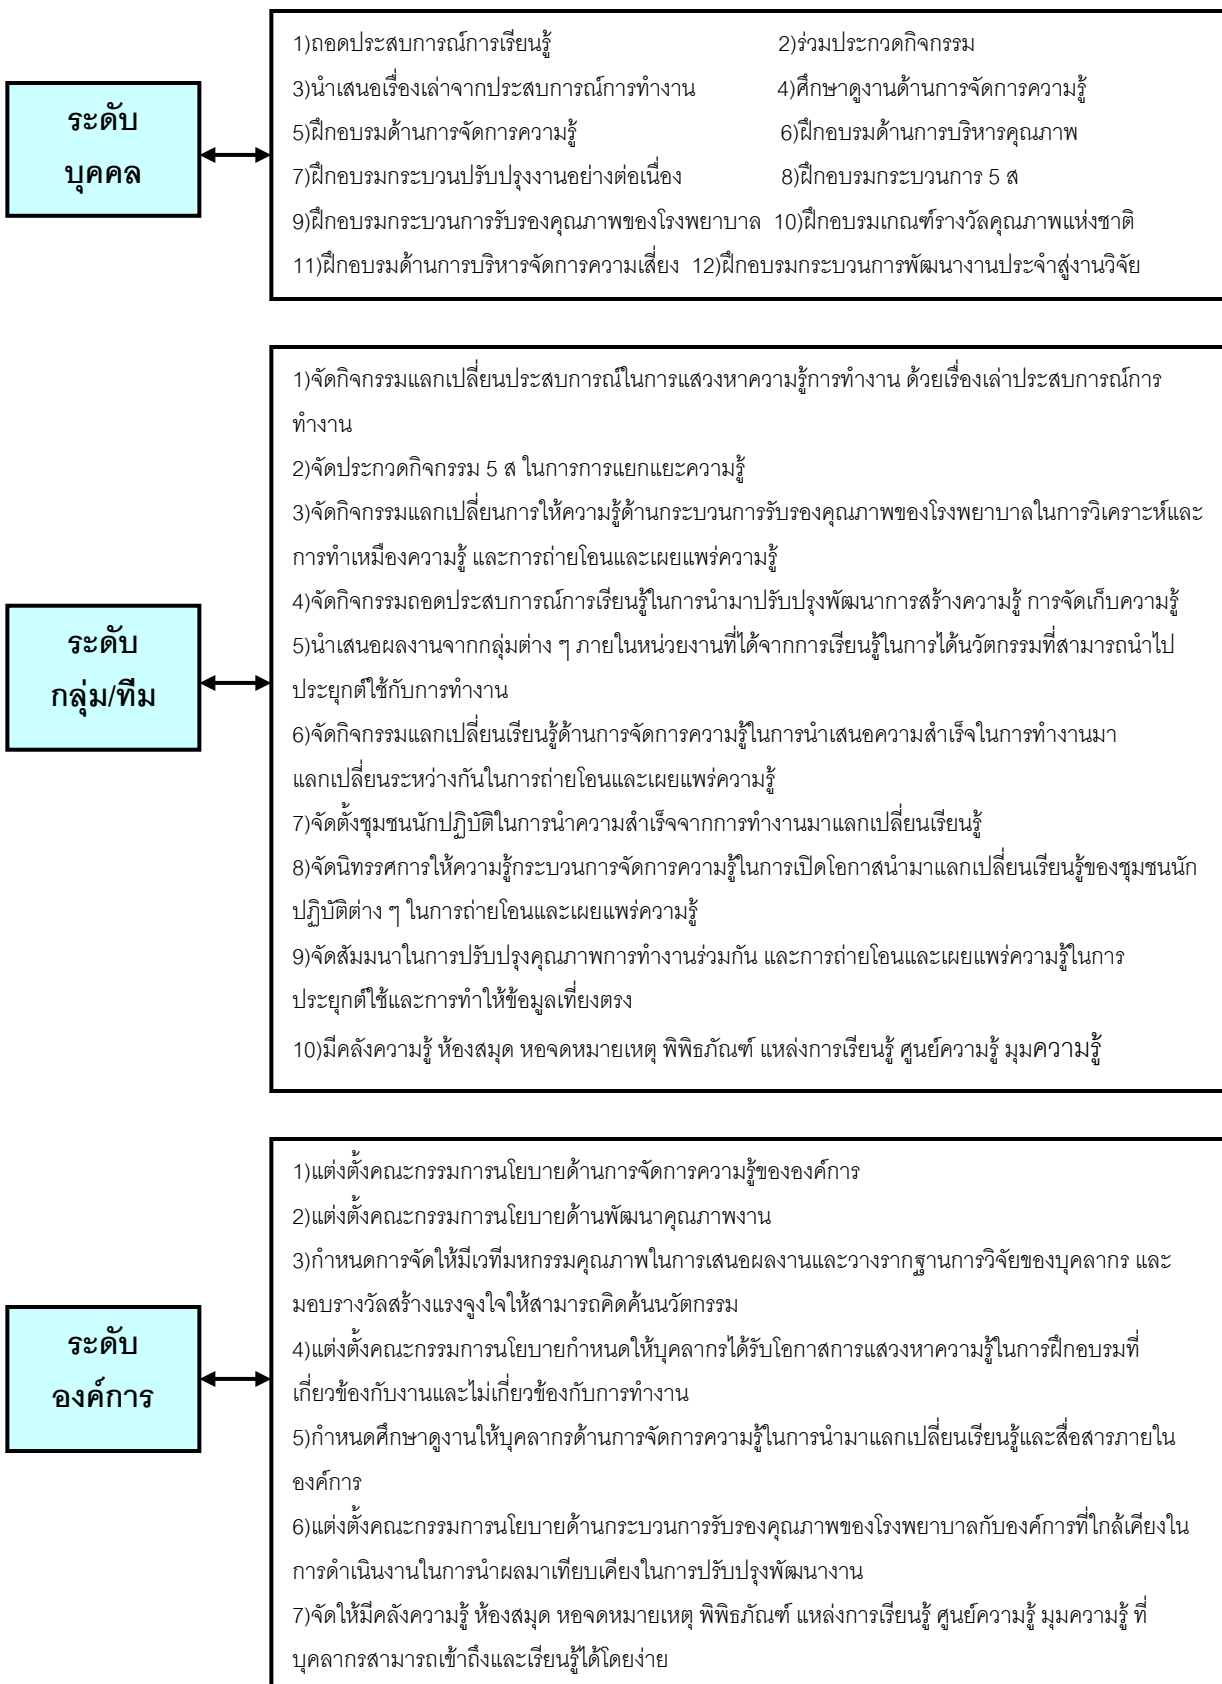 ระดับ
บุคคล
1)ถอดประสบการณ์การเรียนรู้ 2)ร่วมประกวดกิจกรรม
3)นำเสนอเรื่องเล่าจากประสบการณ์การทำงาน 4)ศึกษาดูงานด้านการจัดการความรู้
5)ฝึกอบรมด้านการจัดการความรู้ 6)ฝึกอบรมด้านการบริหารคุณภาพ
7)ฝึกอบรมกระบวนปรับปรุงงานอย่างต่อเนื่อง 8)ฝึกอบรมกระบวนการ 5 ส
9)ฝึกอบรมกระบวนการรับรองคุณภาพของโรงพยาบาล 10)ฝึกอบรมเกณฑ์รางวัลคุณภาพแห่งชาติ
11)ฝึกอบรมด้านการบริหารจัดการความเสี่ยง 12)ฝึกอบรมกระบวนการพัฒนางานประจำสู่งานวิจัย
ระดับ
กลุ่ม/ทีม
1)จัดกิจกรรมแลกเปลี่ยนประสบการณ์ในการแสวงหาความรู้การทำงาน ด้วยเรื่องเล่าประสบการณ์การ
ทำงาน
2)จัดประกวดกิจกรรม 5 ส ในการการแยกแยะความรู้
3)จัดกิจกรรมแลกเปลี่ยนการให้ความรู้ด้านกระบวนการรับรองคุณภาพของโรงพยาบาลในการวิเคราะห์และ
การทำเหมืองความรู้ และการถ่ายโอนและเผยแพร่ความรู้
4)จัดกิจกรรมถอดประสบการณ์การเรียนรู้ในการนำมาปรับปรุงพัฒนาการสร้างความรู้ การจัดเก็บความรู้
5)นำเสนอผลงานจากกลุ่มต่าง ๆ ภายในหน่วยงานที่ได้จากการเรียนรู้ในการได้นวัตกรรมที่สามารถนำไป
ประยุกต์ใช้กับการทำงาน
6)จัดกิจกรรมแลกเปลี่ยนเรียนรู้ด้านการจัดการความรู้ในการนำเสนอความสำเร็จในการทำงานมา
แลกเปลี่ยนระหว่างกันในการถ่ายโอนและเผยแพร่ความรู้
7)จัดตั้งชุมชนนักปฏิบัติในการนำความสำเร็จจากการทำงานมาแลกเปลี่ยนเรียนรู้
8)จัดนิทรรศการให้ความรู้กระบวนการจัดการความรู้ในการเปิดโอกาสนำมาแลกเปลี่ยนเรียนรู้ของชุมชนนัก
ปฏิบัติต่าง ๆ ในการถ่ายโอนและเผยแพร่ความรู้
9)จัดสัมมนาในการปรับปรุงคุณภาพการทำงานร่วมกัน และการถ่ายโอนและเผยแพร่ความรู้ในการ
ประยุกต์ใช้และการทำให้ข้อมูลเที่ยงตรง
10)มีคลังความรู้ ห้องสมุด หอจดหมายเหตุ พิพิธภัณฑ์ แหล่งการเรียนรู้ ศูนย์ความรู้ มุมความรู้
ระดับ
องค์การ
1)แต่งตั้งคณะกรรมการนโยบายด้านการจัดการความรู้ขององค์การ
2)แต่งตั้งคณะกรรมการนโยบายด้านพัฒนาคุณภาพงาน
3)กำหนดการจัดให้มีเวทีมหกรรมคุณภาพในการเสนอผลงานและวางรากฐานการวิจัยของบุคลากร และ
มอบรางวัลสร้างแรงจูงใจให้สามารถคิดค้นนวัตกรรม
4)แต่งตั้งคณะกรรมการนโยบายกำหนดให้บุคลากรได้รับโอกาสการแสวงหาความรู้ในการฝึกอบรมที่
เกี่ยวข้องกับงานและไม่เกี่ยวข้องกับการทำงาน
5)กำหนดศึกษาดูงานให้บุคลากรด้านการจัดการความรู้ในการนำมาแลกเปลี่ยนเรียนรู้และสื่อสารภายใน
องค์การ
6)แต่งตั้งคณะกรรมการนโยบายด้านกระบวนการรับรองคุณภาพของโรงพยาบาลกับองค์การที่ใกล้เคียงใน
การดำเนินงานในการนำผลมาเทียบเคียงในการปรับปรุงพัฒนางาน
7)จัดให้มีคลังความรู้ ห้องสมุด หอจดหมายเหตุ พิพิธภัณฑ์ แหล่งการเรียนรู้ ศูนย์ความรู้ มุมความรู้ ที่
บุคลากรสามารถเข้าถึงและเรียนรู้ได้โดยง่าย